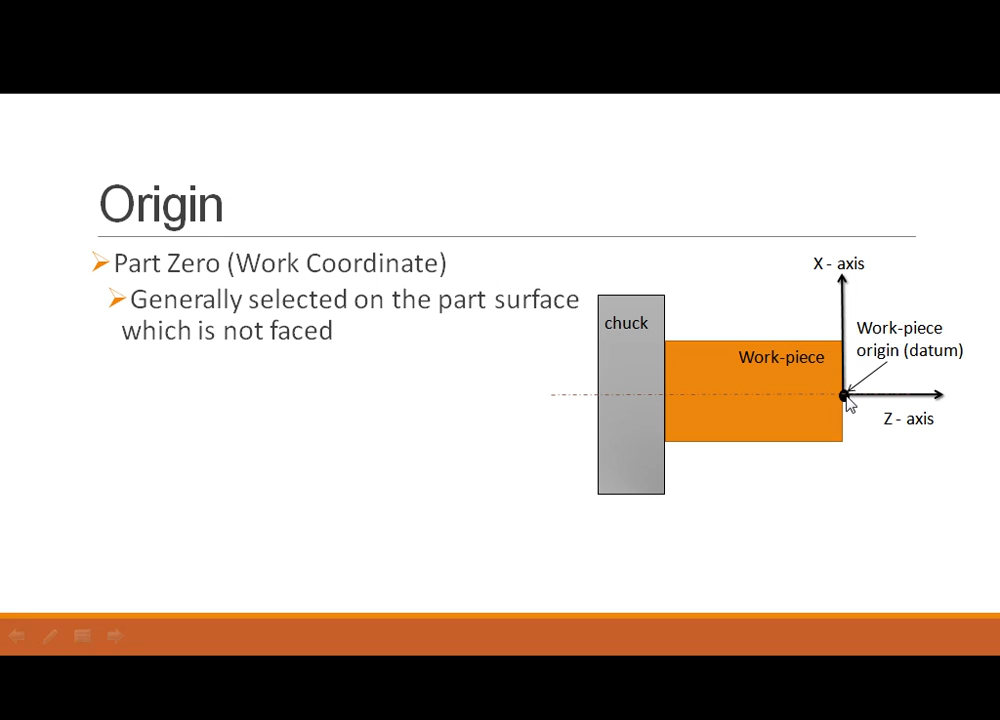 Origin
Part Zero (Work Coordinate)
Generally selected on the part surface
which is not faced
X - axis
chuck
Work-piece
origin (datum)
Work-piece
Z - axis